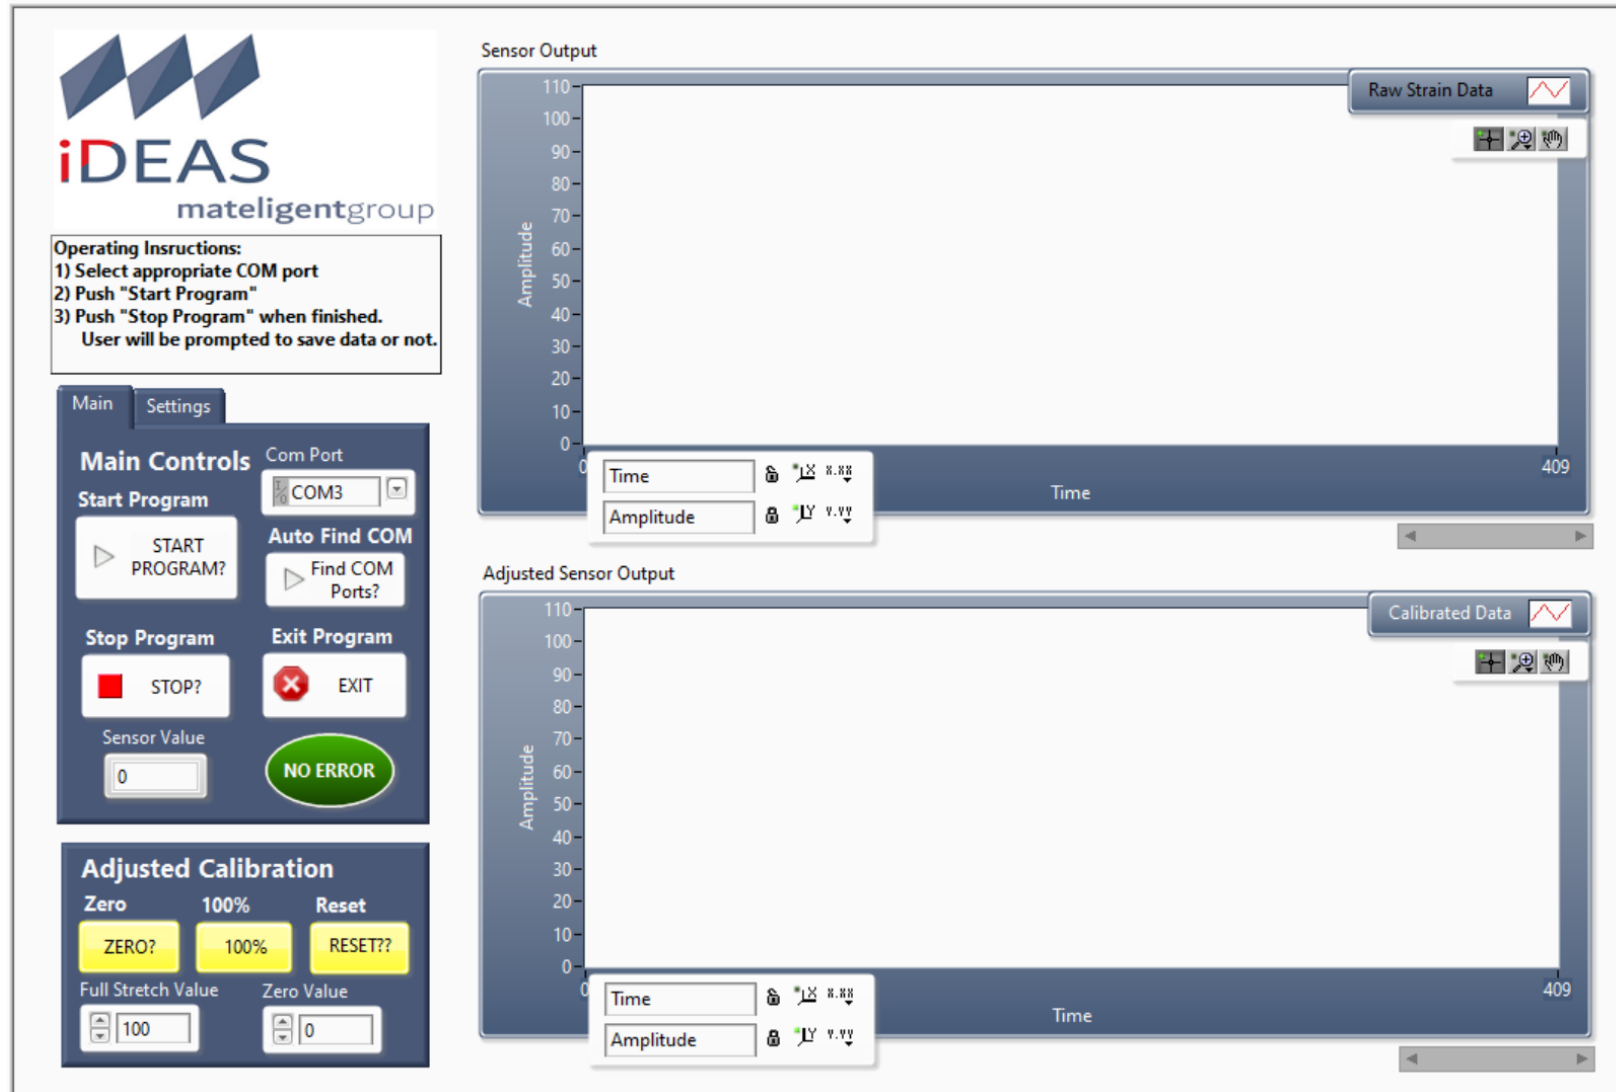 iDEAS
mateligentgroup
Operating Insructions:
1) Select appropriate COM port
2) Push "Start Program"
3) Push "Stop Program" when finished.
User will be prompted to save data or not.
Main
Settings
Main Controls
Com Port
COM3
Start Program
START
PROGRAM?
Auto Find COM
Find COM
Ports?
Stop Program
STOP?
Exit Program
EXIT
Sensor Value
0
NO ERROR
Adjusted Calibration
Zero
100%
Reset
ZERO?
100%
RESET??
Full Stretch Value
Zero Value
100
0
Sensor Output
Raw Strain Data
110
100
90
80
70
60
50
40
30
20
10
0
Amplitude
0
409
Time
Time
X
X.XX
Amplitude
Y
Y.YY
Adjusted Sensor Output
Calibrated Data
110
100
90
80
70
60
50
40
30
20
10
0
Amplitude
0
409
Time
Time
X
X.XX
Amplitude
Y
Y.YY